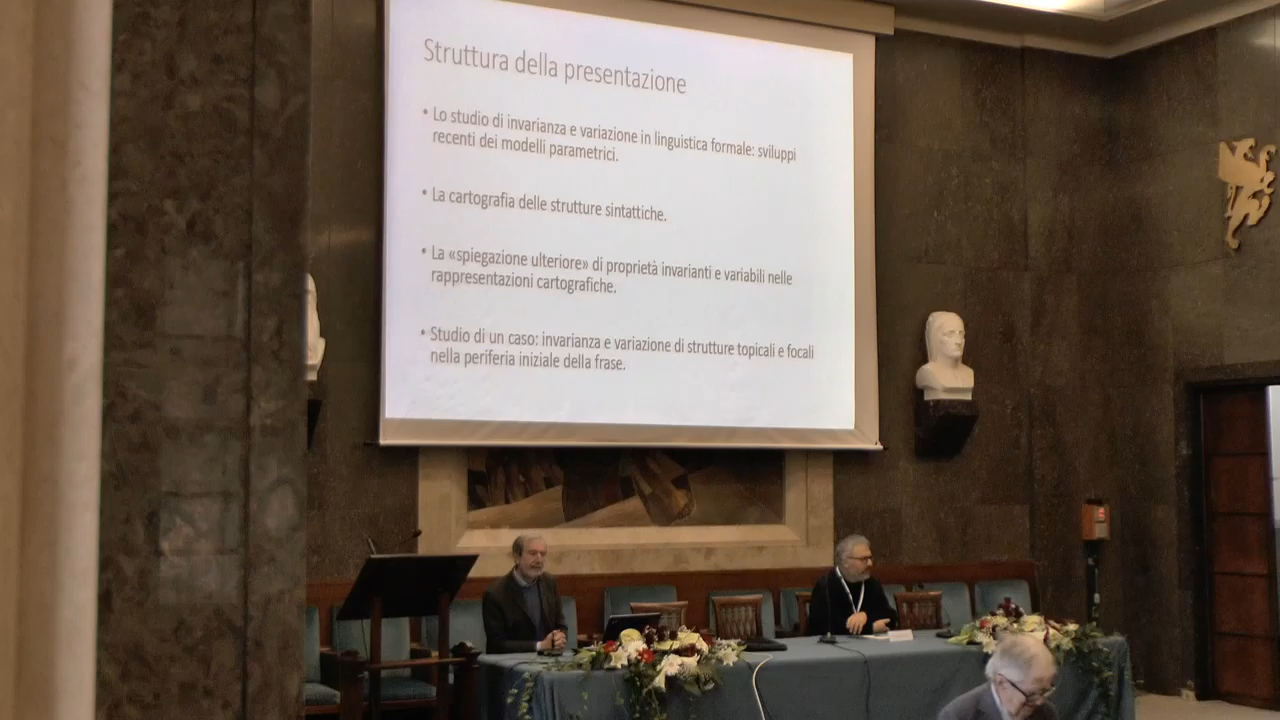 Struttura della presentazione
• Lo studio di invarianza e variazione in linguistica formale: sviluppi
recenti dei modelli parametrici.
• La cartografia delle strutture sintattiche.
• La «spiegazione ulteriore» di proprietà invarianti e variabili nelle
rappresentazioni cartografiche.
• Studio di un caso: invarianza e variazione di strutture topicali e focali
nella periferia iniziale della frase.